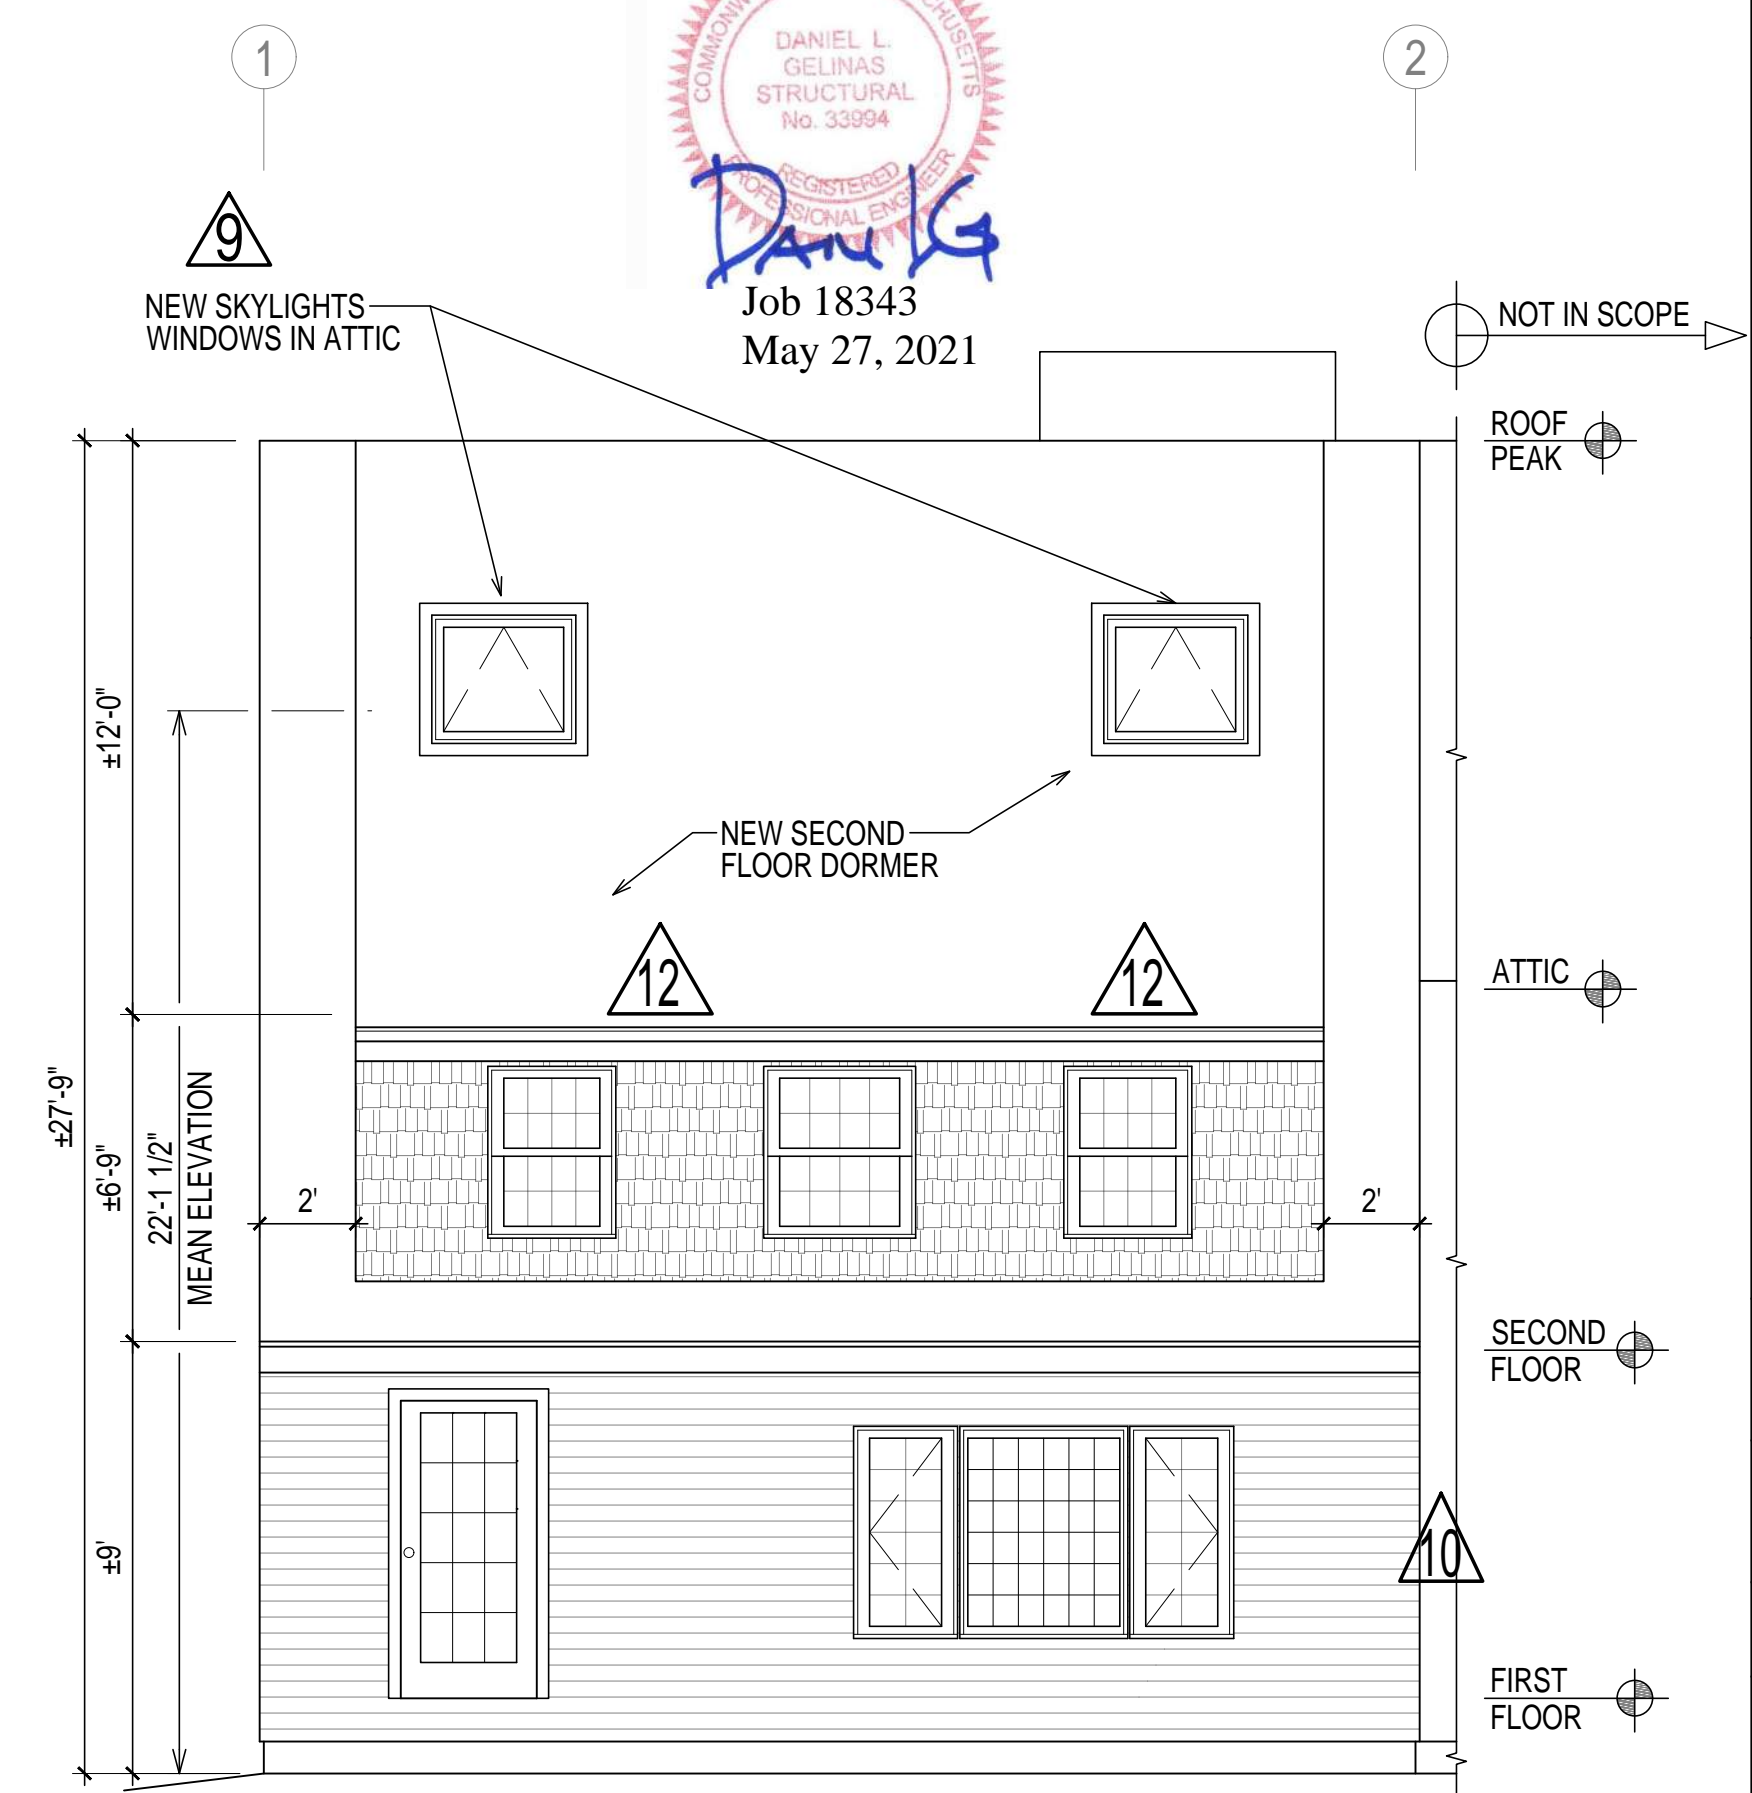 1
2
COMMONW
CHUSETTS
DANIEL L.
GELINAS
STRUCTURAL
No. 33994
REGISTERED
PROFESSIONAL ENGINEER
Job 18343
May 27, 2021
9
NEW SKYLIGHTS
WINDOWS IN ATTIC
NOT IN SCOPE
ROOF
PEAK
±12'-0"
NEW SECOND
FLOOR DORMER
12
12
ATTIC
±27'-9"
±6'-9"
22'-1 1/2"
MEAN ELEVATION
2'
2'
SECOND
FLOOR
±9'
10
FIRST
FLOOR